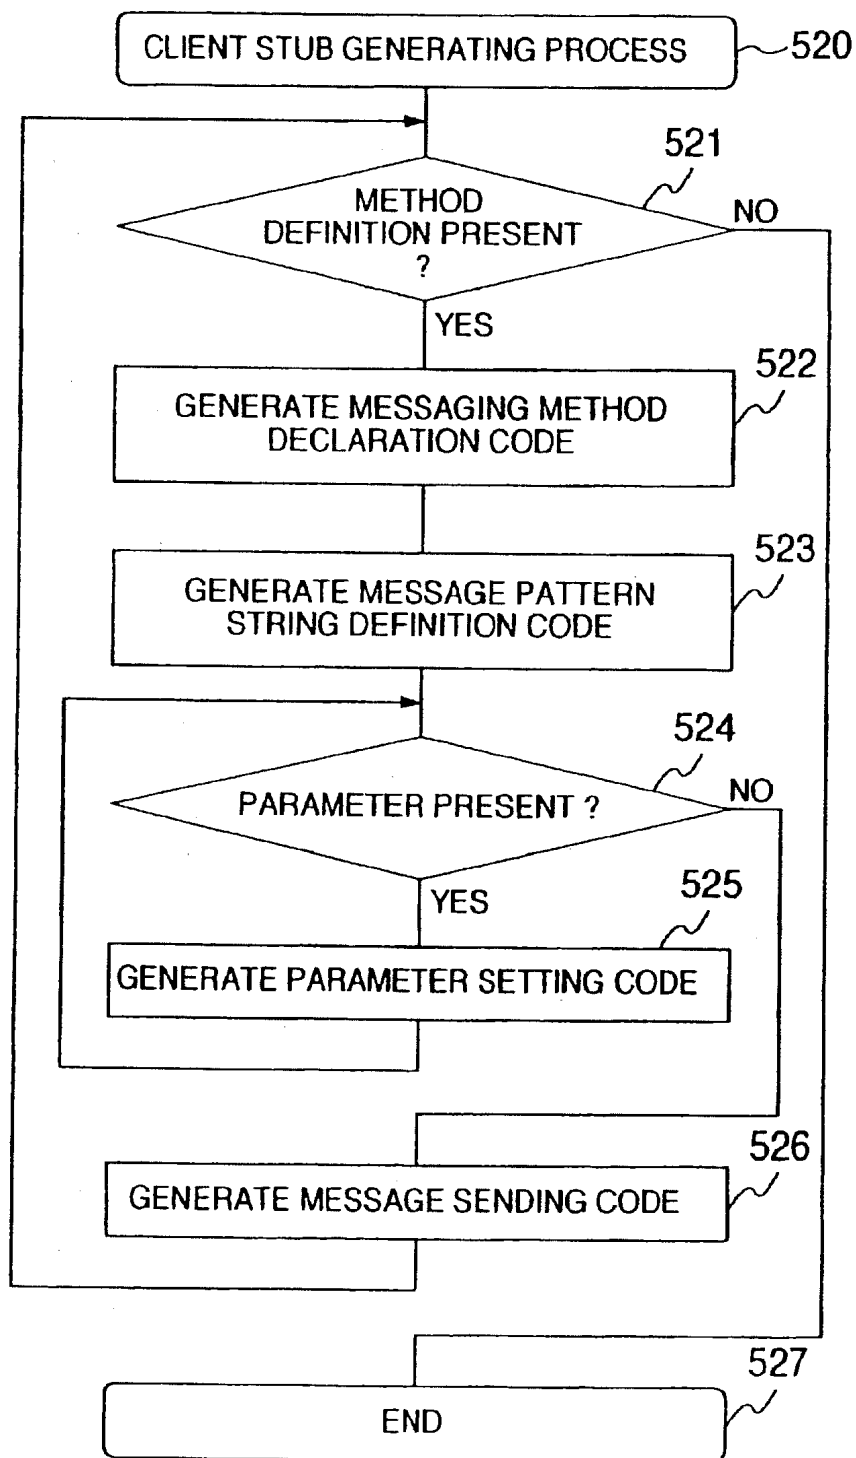 CLIENT STUB GENERATING PROCESS
520
521
METHOD
DEFINITION PRESENT
?
NO
YES
522
GENERATE MESSAGING METHOD
DECLARATION CODE
523
GENERATE MESSAGE PATTERN
STRING DEFINITION CODE
524
PARAMETER PRESENT ?
NO
YES
525
GENERATE PARAMETER SETTING CODE
526
GENERATE MESSAGE SENDING CODE
527
END